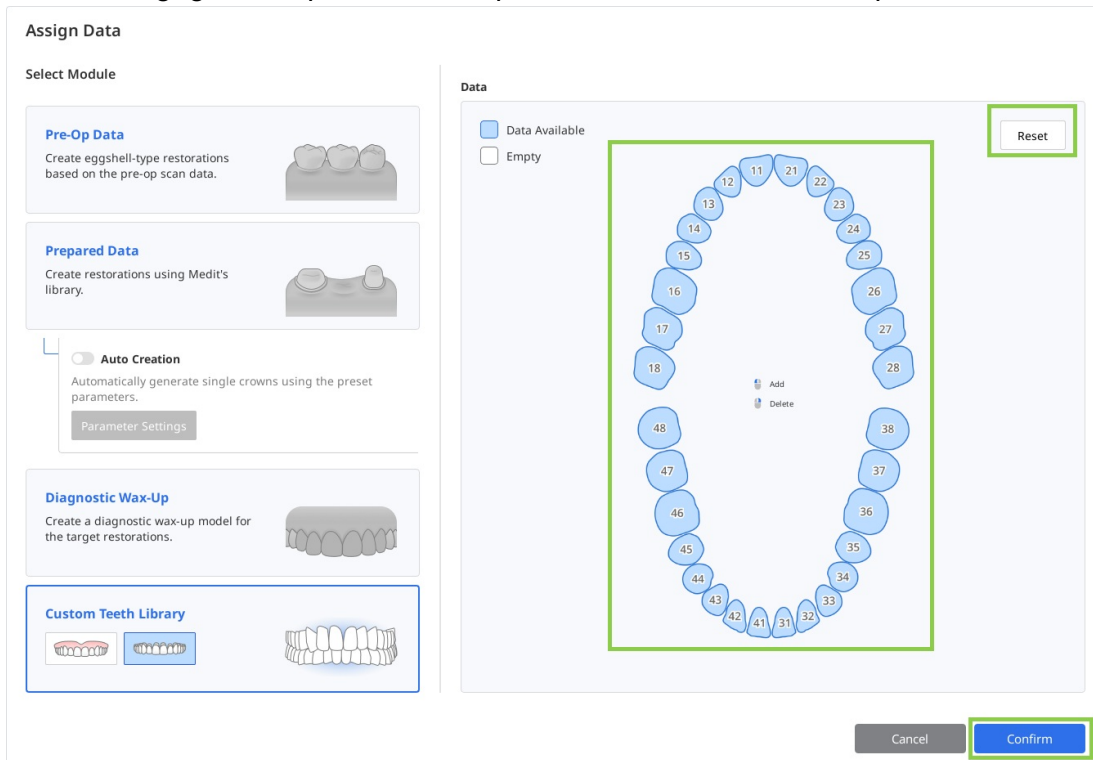 Assign Data
Select Module
Pre-Op Data
Create eggshell-type restorations
based on the pre-op scan data.
Prepared Data
Create restorations using Medit's
library.
Auto Creation
Automatically generate single crowns using the preset
parameters.
Parameter Settings
Diagnostic Wax-Up
Create a diagnostic wax-up model for
the target restorations.
Custom Teeth Library
Data
Data Available
Empty
Reset
11 21
12 22
13 23
14 24
15 25
16 26
17 27
18 28
Add
Delete
48 38
47 37
46 36
45 35
44 34
43 33
42 32
41 31
Cancel
Confirm